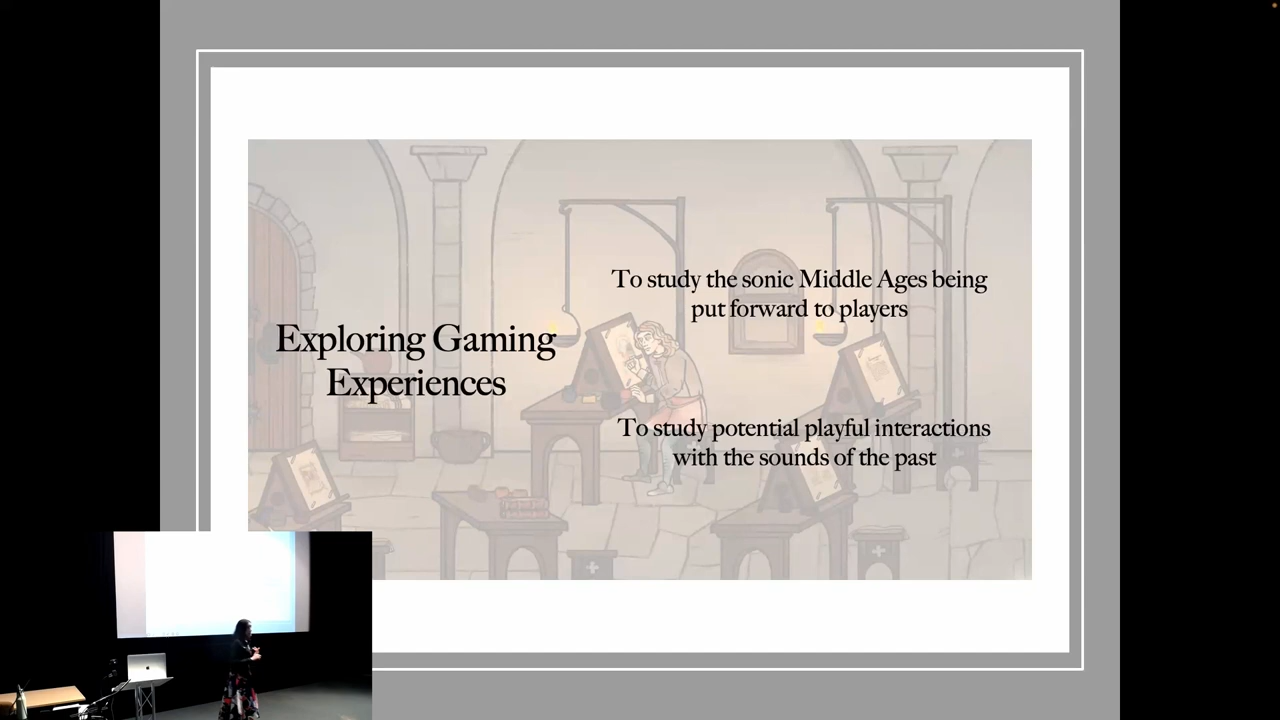 Exploring Gaming
Experiences
To study the sonic Middle Ages being
put forward to players
To study potential playful interactions
with the sounds of the past